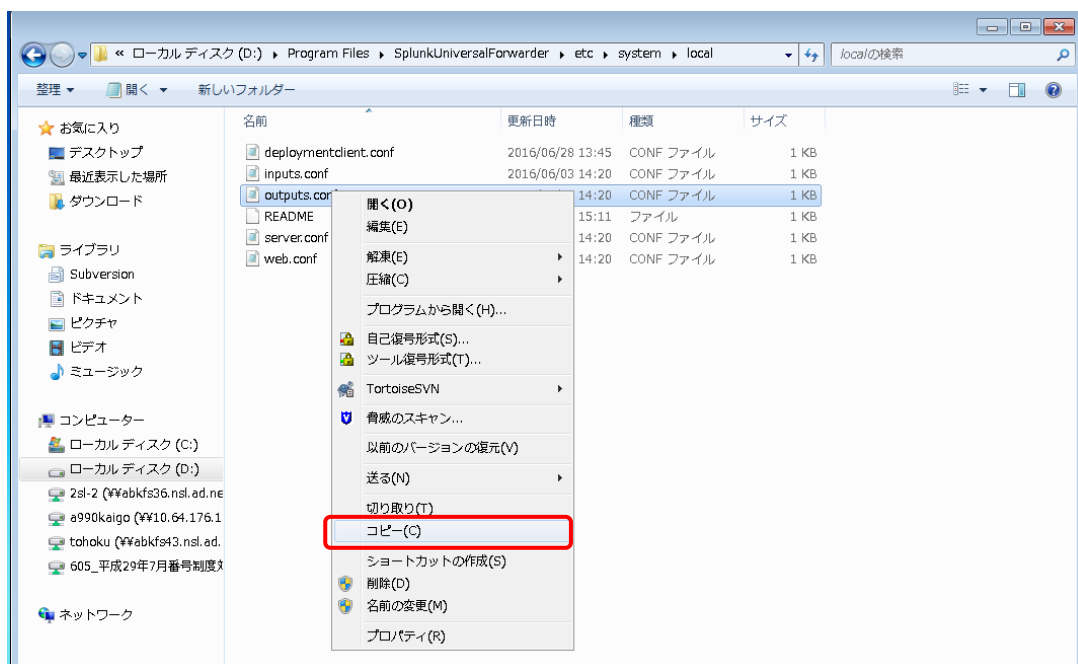 « ローカル ディスク (D:) ▸ Program Files ▸ SplunkUniversalForwarder ▸ etc ▸ system ▸ local
localの検索
整理 開く 新しいフォルダー
名前 更新日時 種類 サイズ
deploymentclient.conf 2016/06/28 13:45 CONF ファイル 1 KB
inputs.conf 2016/06/03 14:20 CONF ファイル 1 KB
outputs.con 14:20 CONF ファイル 1 KB
README 15:11 ファイル 1 KB
server.conf 14:20 CONF ファイル 1 KB
web.conf 14:20 CONF ファイル 1 KB
お気に入り
デスクトップ
最近表示した場所
ダウンロード
ライブラリ
Subversion
ドキュメント
ピクチャ
ビデオ
ミュージック
コンピューター
ローカル ディスク (C:)
ローカル ディスク (D:)
2sl-2 (¥¥abkfs36.nsl.ad.ne
a990kaigo (¥¥10.64.176.1
tohoku (¥¥abkfs43.nsl.ad.
605_平成29年7月番号制度対
ネットワーク
開く(O)
編集(E)
解凍(E)
圧縮(C)
プログラムから開く(H)...
自己復号形式(S)...
ツール復号形式(T)...
TortoiseSVN
脅威のスキャン...
以前のバージョンの復元(V)
送る(N)
切り取り(T)
コピー(C)
ショートカットの作成(S)
削除(D)
名前の変更(M)
プロパティ(R)